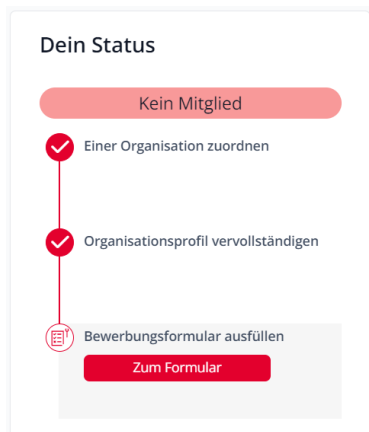 Dein Status
Kein Mitglied
Einer Organisation zuordnen
Organisationsprofil vervollständigen
Bewerbungsformular ausfüllen
Zum Formular